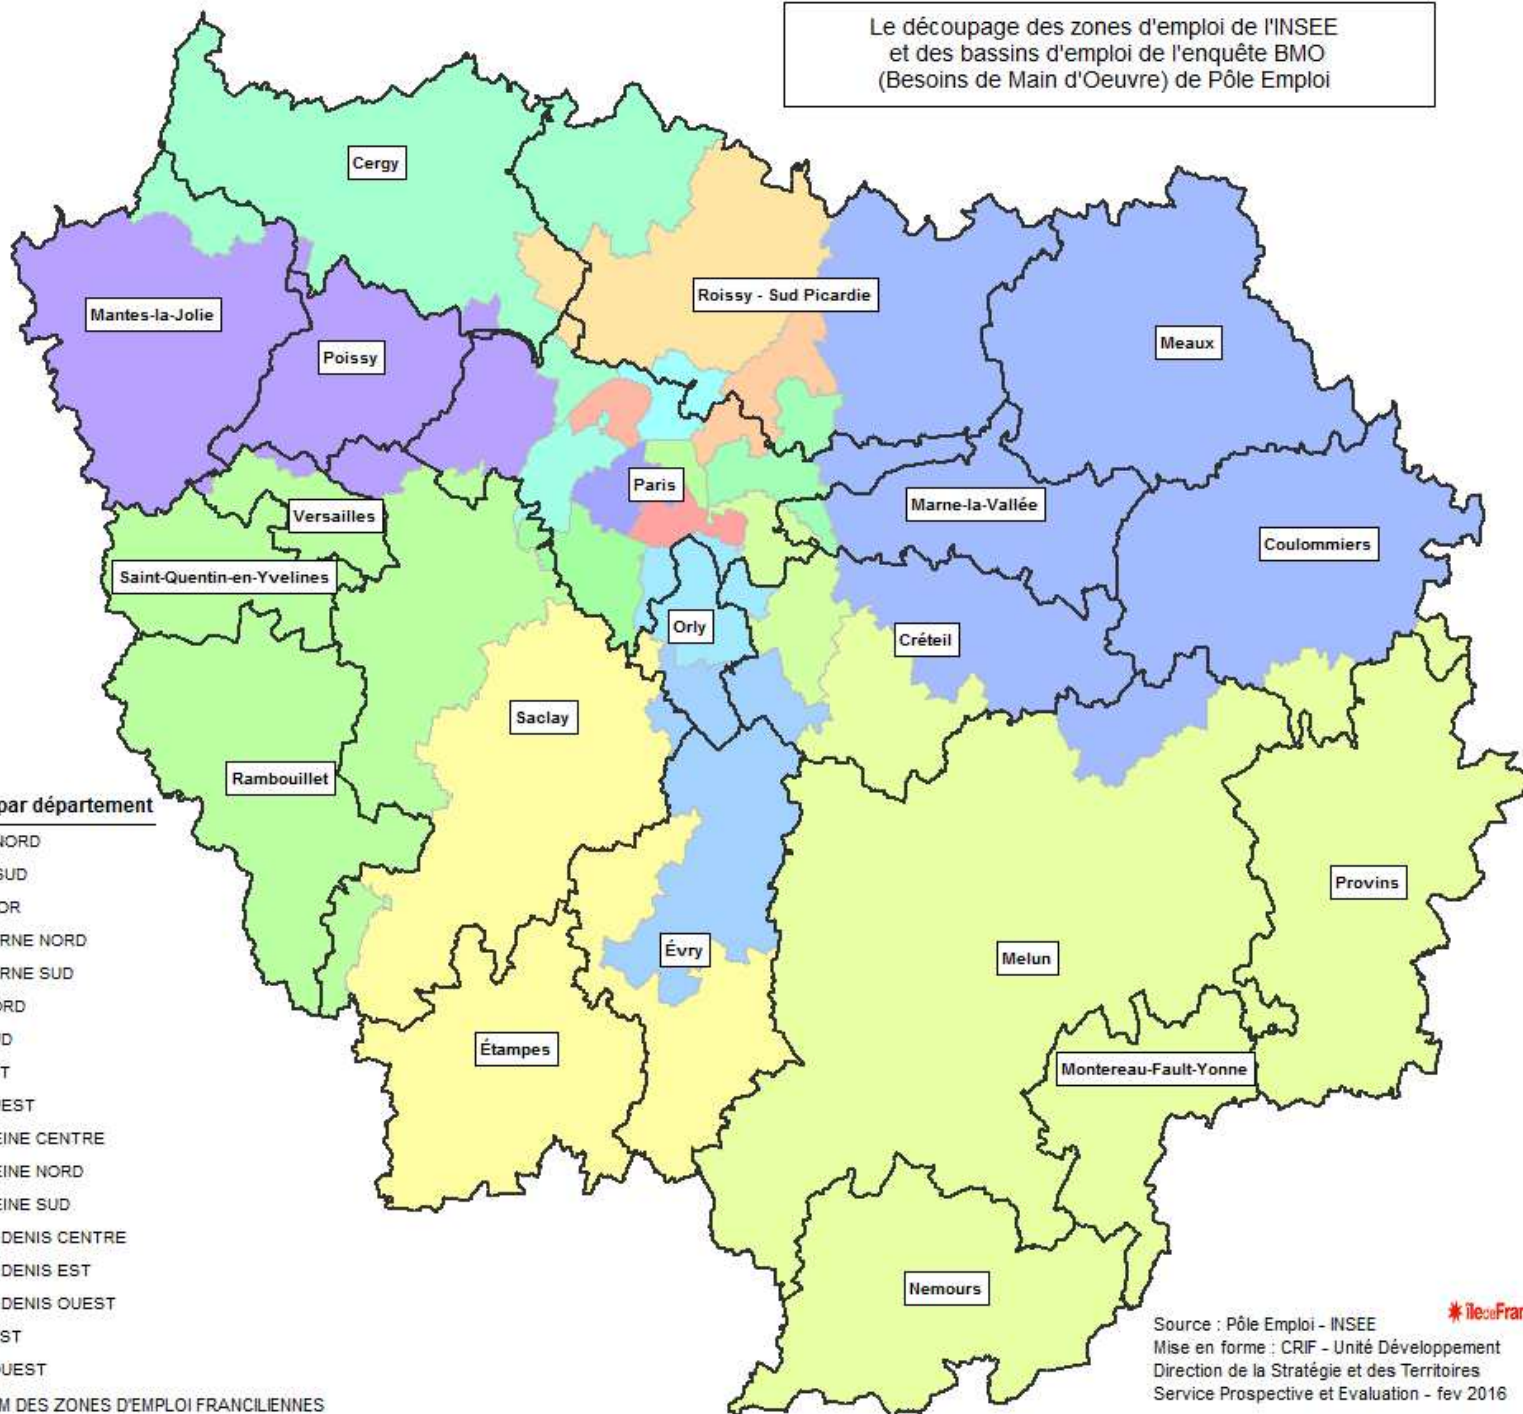 Le découpage des zones d'emploi de l'INSEE
et des bassins d'emploi de l'enquête BMO
(Besoins de Main d'Oeuvre) de Pôle Emploi
Cergy
Roissy - Sud Picardie
Mantes-la-Jolie
Poissy
Meaux
Paris
Marne-la-Vallée
Versailles
Coulommiers
Saint-Quentin-en-Yvelines
Orly
Créteil
Saclay
Rambouillet
Provins
Évry
Melun
Étampes
Montereau-Fault-Yonne
Nemours
par département
NORD
SUD
OR
RNE NORD
RNE SUD
ORD
D
T
EST
EINE CENTRE
EINE NORD
EINE SUD
DENIS CENTRE
DENIS EST
DENIS OUEST
ST
OUEST
M DES ZONES D'EMPLOI FRANCILIENNES
îledeFran
Source : Pôle Emploi - INSEE
Mise en forme : CRIF - Unité Développement
Direction de la Stratégie et des Territoires
Service Prospective et Evaluation - fev 2016